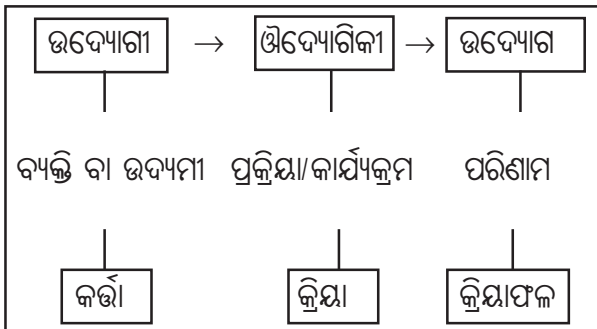 ଉଦ୍ୟୋଗୀ → ଔଦ୍ୟୋଗିକୀ → ଉଦ୍ୟୋଗ
ବ୍ୟକ୍ତି ବା ଉଦ୍ୟମୀ ପ୍ରକ୍ରିୟା/କାର୍ଯ୍ୟକ୍ରମ ପରିଣାମ
କର୍ତ୍ତା କ୍ରିୟା କ୍ରିୟାଫଳ